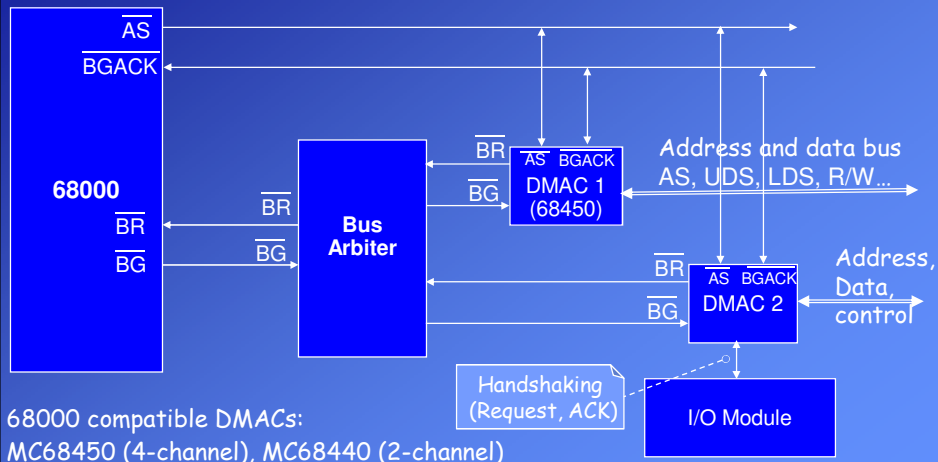 AS
BGACK
68000
BR
BG
BR
BG
Bus
Arbiter
BR
BG
AS BGACK
DMAC 1
(68450)
Address and data bus
AS, UDS, LDS, R/W...
BR
BG
AS BGACK
DMAC 2
Address,
Data,
control
Handshaking
(Request, ACK)
I/O Module
68000 compatible DMACs:
MC68450 (4-channel), MC68440 (2-channel)